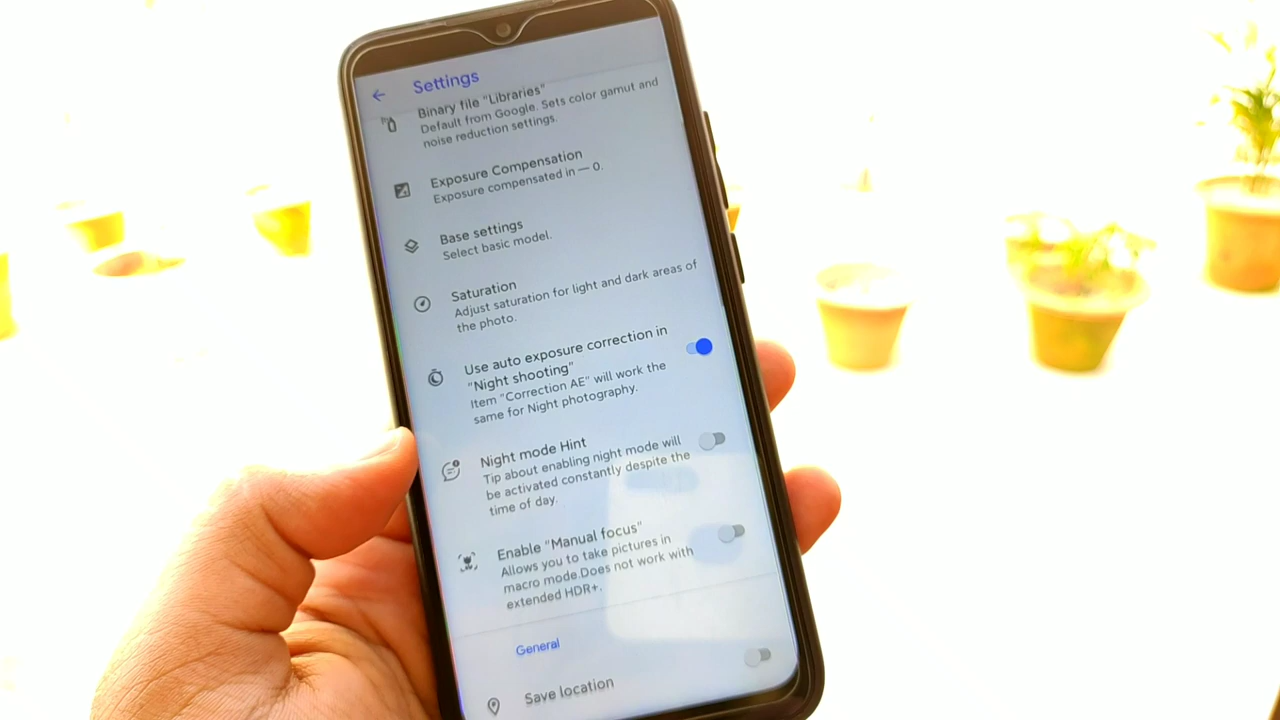 Settings
Binary file "Libraries"
Default from Google. Sets color gamut and
noise reduction settings.
Exposure Compensation
Exposure compensated in — 0.
Base settings
Select basic model.
Saturation
Adjust saturation for light and dark areas of
the photo.
Use auto exposure correction in
"Night shooting"
Item "Correction AE" will work the
same for Night photography.
Night mode Hint
Tip about enabling night mode will
be activated constantly despite the
time of day.
Enable "Manual focus"
Allows you to take pictures in
macro mode.Does not work with
extended HDR+.
General
Save location